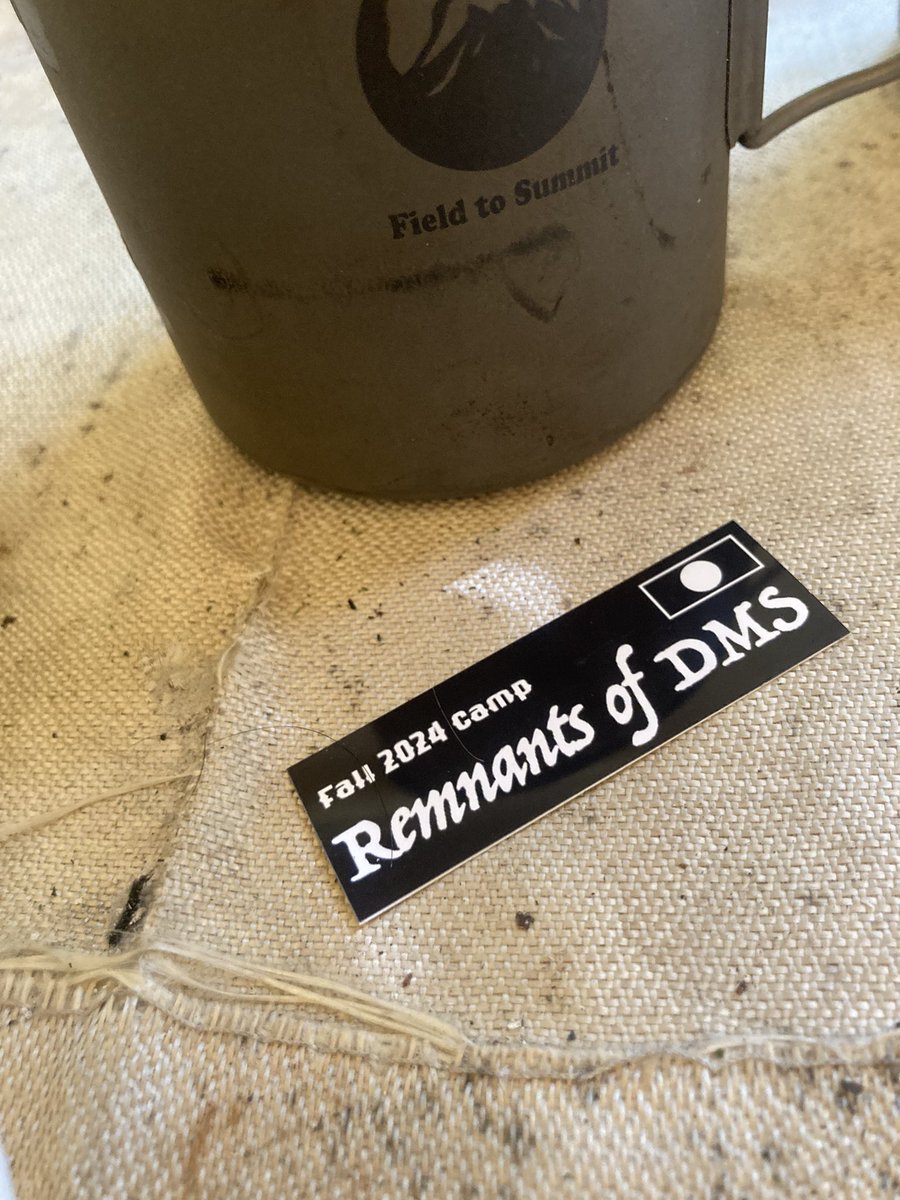 Field to Summit
Fall 2024 Camp
Remnants of DMS